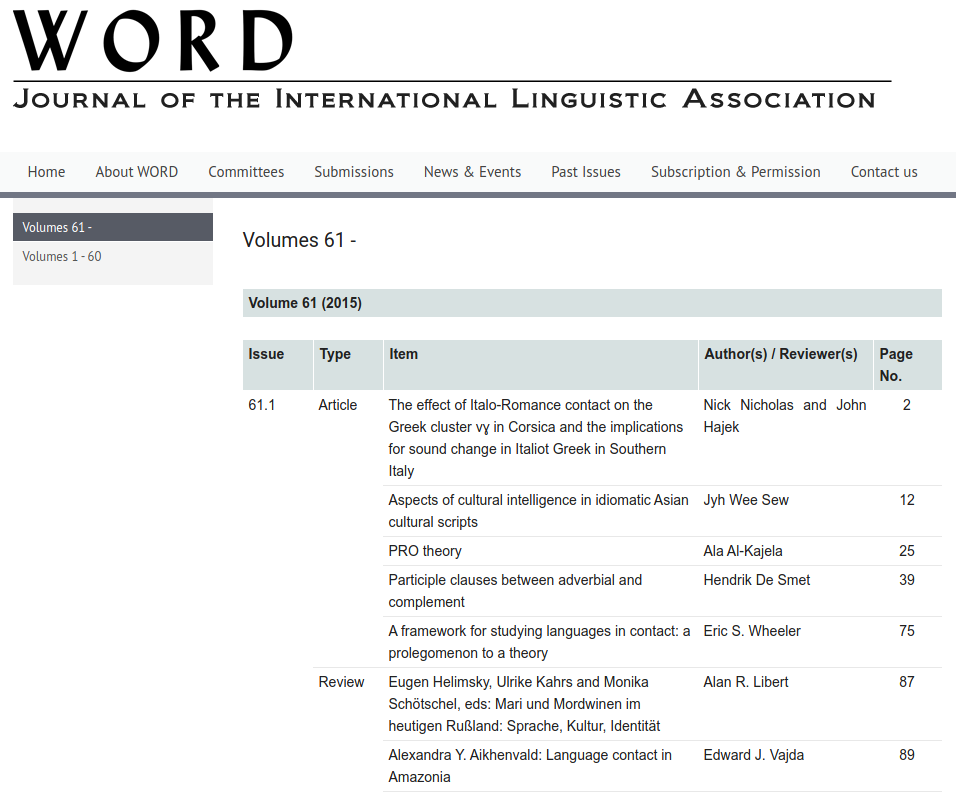 WORD
Journal of the International Linguistic Association
Home About WORD Committees Submissions News & Events Past Issues Subscription & Permission Contact us
Volumes 61 -
Volumes 1 - 60
Volumes 61 -
Volume 61 (2015)
Issue Type Item Author(s) / Reviewer(s) Page
No.
61.1 Article The effect of Italo-Romance contact on the Nick Nicholas and John 2
Greek cluster vɣ in Corsica and the implications Hajek
for sound change in Italiot Greek in Southern
Italy
Aspects of cultural intelligence in idiomatic Asian Jyh Wee Sew 12
cultural scripts
PRO theory Ala Al-Kajela 25
Participle clauses between adverbial and Hendrik De Smet 39
complement
A framework for studying languages in contact: a Eric S. Wheeler 75
prolegomenon to a theory
Review Eugen Helimsky, Ulrike Kahrs and Monika Alan R. Libert 87
Schötschel, eds: Mari und Mordwinen im
heutigen Rußland: Sprache, Kultur, Identität
Alexandra Y. Aikhenvald: Language contact in Edward J. Vajda 89
Amazonia